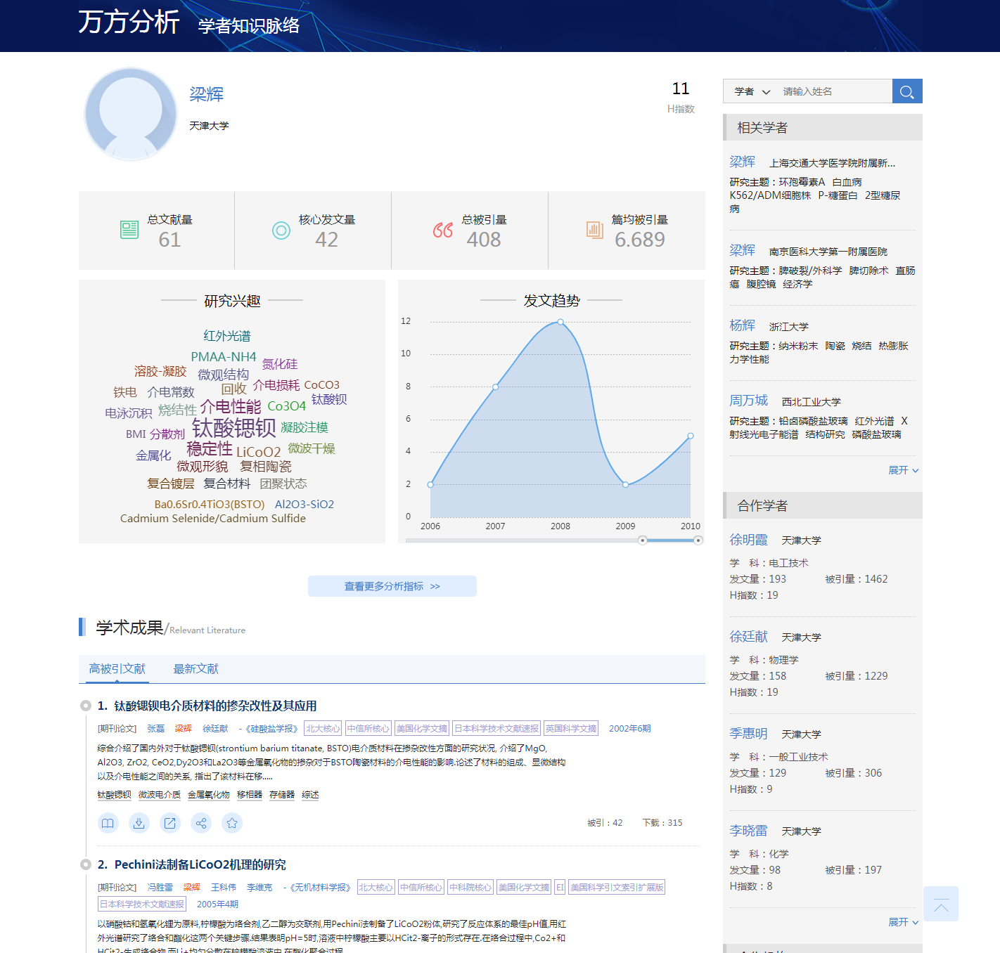 万方分析 学者知识脉络
梁辉
天津大学
11
H指数
学者 请输入姓名
总文献量
61
核心发文量
42
总被引量
408
篇均被引量
6.689
研究兴趣
红外光谱
PMAA-NH4 氮化硅
溶胶-凝胶 微观结构
铁电 介电常数 回收 介电损耗 CoCO3
电泳沉积 烧结性 介电性能 Co3O4 钛酸钡
BMI 分散剂 钛酸锶钡 凝胶注模
金属化 稳定性 LiCoO2 微波干燥
微观形貌 复相陶瓷
复合镀层 复合材料 团聚状态
Ba0.6Sr0.4TiO3(BSTO) Al2O3-SiO2
Cadmium Selenide/Cadmium Sulfide
发文趋势
12
10
8
6
4
2
0
2006 2007 2008 2009 2010
查看更多分析指标 >>
学术成果/Relevant Literature
高被引文献 最新文献
1. 钛酸锶钡电介质材料的掺杂改性及其应用
[期刊论文] 张磊 梁辉 徐廷献 -《硅酸盐学报》 北大核心 中信所核心 美国化学文摘 日本科学技术文献速报 英国科学文摘 2002年6期
综合介绍了国内外对于钛酸锶钡(strontium barium titanate, BSTO)电介质材料在掺杂改性方面的研究状况, 介绍了MgO,
Al2O3, ZrO2, CeO2,Dy2O3和La2O3等金属氧化物的掺杂对于BSTO陶瓷材料的介电性能的影响.论述了材料的组成、显微结构
以及介电性能之间的关系, 指出了该材料在移.....
钛酸锶钡 微波电介质 金属氧化物 移相器 存储器 综述
被引：42 下载：315
2. Pechini法制备LiCoO2机理的研究
[期刊论文] 冯胜雷 梁辉 王科伟 李维克 -《无机材料学报》 北大核心 中信所核心 中科院核心 美国化学文摘 EI 美国科学引文索引扩展版
日本科学技术文献速报 2005年4期
以硝酸钴和氢氧化锂为原料,柠檬酸为络合剂,乙二醇为交联剂,用Pechini法制备了LiCoO2粉体,研究了反应体系的最佳pH值,用红
外光谱研究了络合和酯化这两个关键步骤.结果表明pH=5时,溶液中柠檬酸主要以HCit2-离子的形式存在.在络合过程中,Co2+和
HCit2-生成络合物,而Li+均匀分散在柠檬酸溶液中.在酯化聚合过程
相关学者
梁辉 上海交通大学医学院附属新...
研究主题：环孢霉素A 白血病
K562/ADM细胞株 P-糖蛋白 2型糖尿
病
梁辉 南京医科大学第一附属医院
研究主题：脾破裂/外科学 脾切除术 直肠
癌 腹腔镜 经济学
杨辉 浙江大学
研究主题：纳米粉末 陶瓷 烧结 热膨胀
力学性能
周万城 西北工业大学
研究主题：铅卤磷酸盐玻璃 红外光谱 X
射线光电子能谱 结构研究 磷酸盐玻璃
展开
合作学者
徐明霞 天津大学
学 科：电工技术
发文量：193 被引量：1462
H指数：19
徐廷献 天津大学
学 科：物理学
发文量：158 被引量：1229
H指数：19
季惠明 天津大学
学 科：一般工业技术
发文量：129 被引量：306
H指数：9
李晓雷 天津大学
学 科：化学
发文量：98 被引量：197
H指数：8
展开